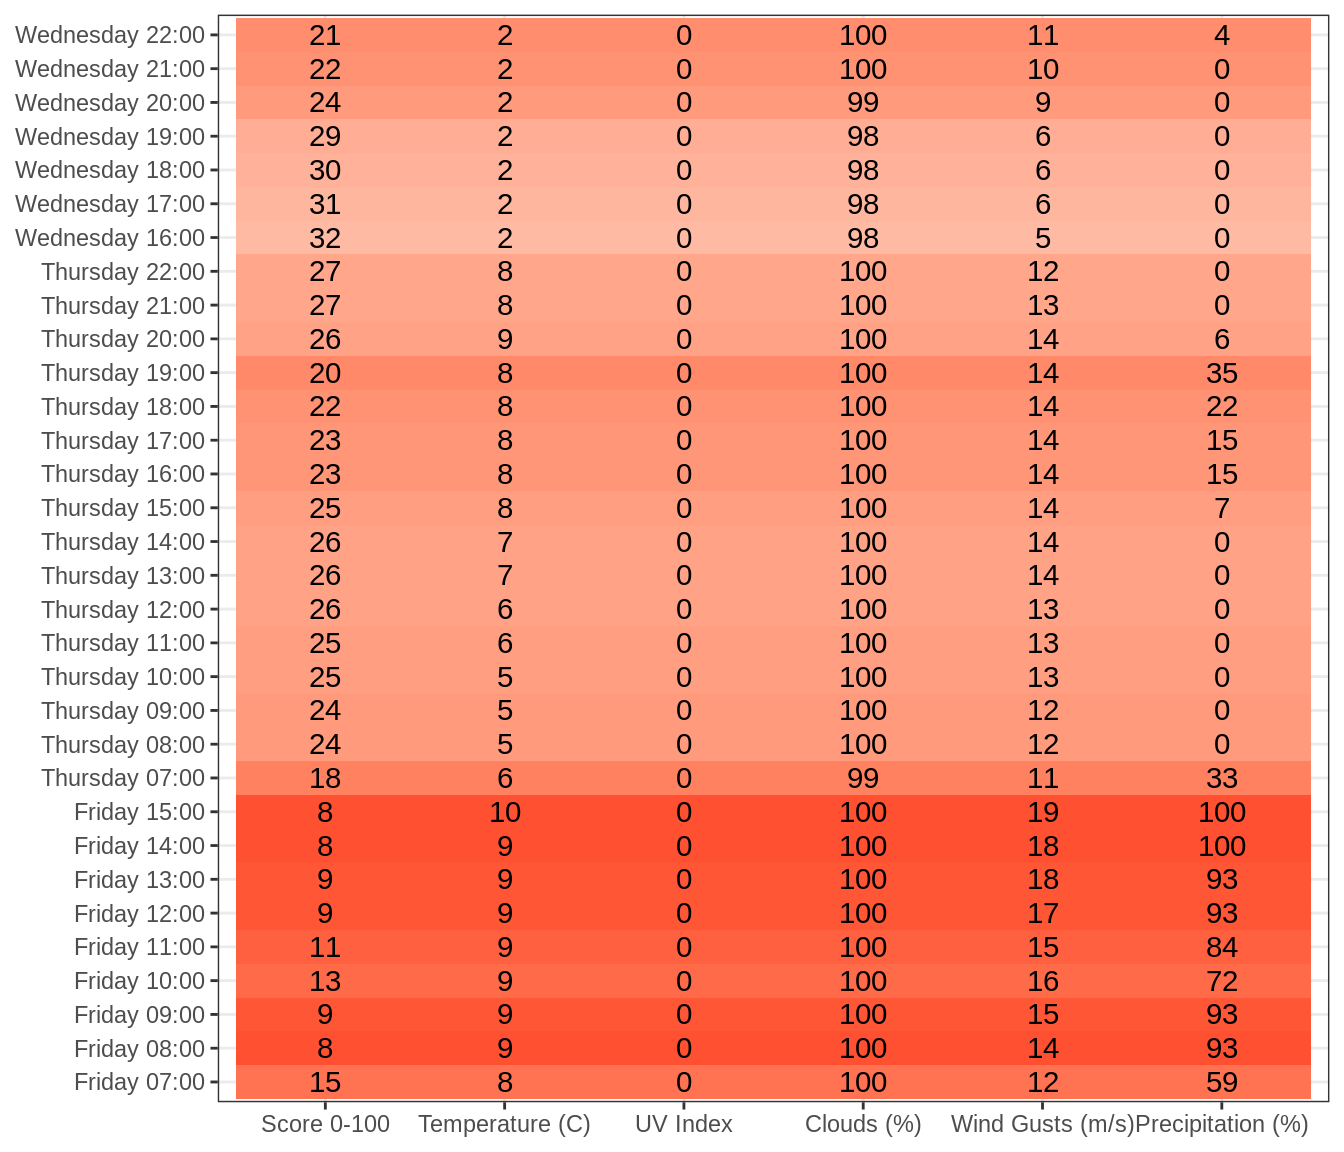 Wednesday 22:00 21 2 0 100 11 4
Wednesday 21:00 22 2 0 100 10 0
Wednesday 20:00 24 2 0 99 9 0
Wednesday 19:00 29 2 0 98 6 0
Wednesday 18:00 30 2 0 98 6 0
Wednesday 17:00 31 2 0 98 6 0
Wednesday 16:00 32 2 0 98 5 0
Thursday 22:00 27 8 0 100 12 0
Thursday 21:00 27 8 0 100 13 0
Thursday 20:00 26 9 0 100 14 6
Thursday 19:00 20 8 0 100 14 35
Thursday 18:00 22 8 0 100 14 22
Thursday 17:00 23 8 0 100 14 15
Thursday 16:00 23 8 0 100 14 15
Thursday 15:00 25 8 0 100 14 7
Thursday 14:00 26 7 0 100 14 0
Thursday 13:00 26 7 0 100 14 0
Thursday 12:00 26 6 0 100 13 0
Thursday 11:00 25 6 0 100 13 0
Thursday 10:00 25 5 0 100 13 0
Thursday 09:00 24 5 0 100 12 0
Thursday 08:00 24 5 0 100 12 0
Thursday 07:00 18 6 0 99 11 33
Friday 15:00 8 10 0 100 19 100
Friday 14:00 8 9 0 100 18 100
Friday 13:00 9 9 0 100 18 93
Friday 12:00 9 9 0 100 17 93
Friday 11:00 11 9 0 100 15 84
Friday 10:00 13 9 0 100 16 72
Friday 09:00 9 9 0 100 15 93
Friday 08:00 8 9 0 100 14 93
Friday 07:00 15 8 0 100 12 59
Score 0-100 Temperature (C) UV Index Clouds (%) Wind Gusts (m/s) Precipitation (%)